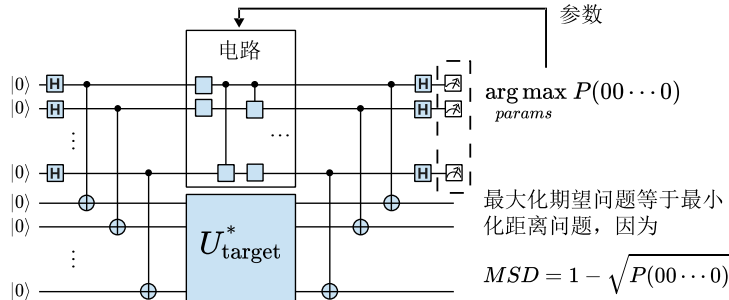 参数
电路
|0⟩ H H
|0⟩ H H
⋮ ⋯
|0⟩ H H
|0⟩
|0⟩
⋮
|0⟩
U*target
arg max P(00⋯0)
params
最大化期望问题等于最小
化距离问题，因为
MSD = 1 − √P(00⋯0)